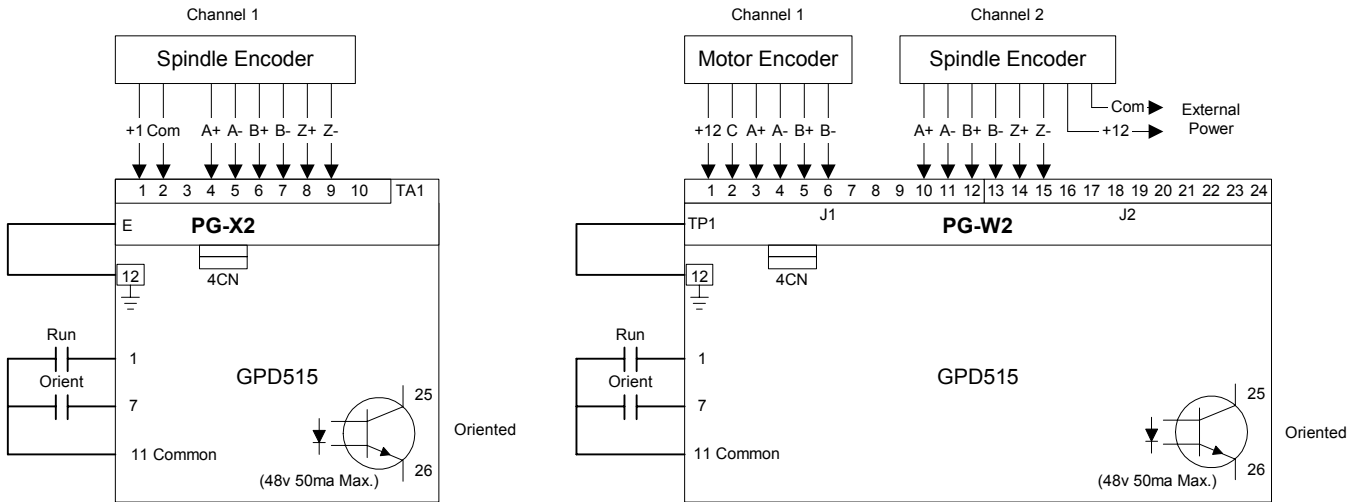 Channel 1
Spindle Encoder
+1 Com A+ A- B+ B- Z+ Z-
1 2 3 4 5 6 7 8 9 10 TA1
E PG-X2
12
4CN
Run
1
GPD515
Orient
7
25
Oriented
11 Common
26
(48v 50ma Max.)
Channel 1 Channel 2
Motor Encoder Spindle Encoder
Com
External
Power
+12
+12 C A+ A- B+ B- A+ A- B+ B- Z+ Z-
1 2 3 4 5 6 7 8 9 10 11 12 13 14 15 16 17 18 19 20 21 22 23 24
J1 J2
TP1 PG-W2
12
4CN
Run
1
GPD515
Orient
7
25
Oriented
11 Common
26
(48v 50ma Max.)